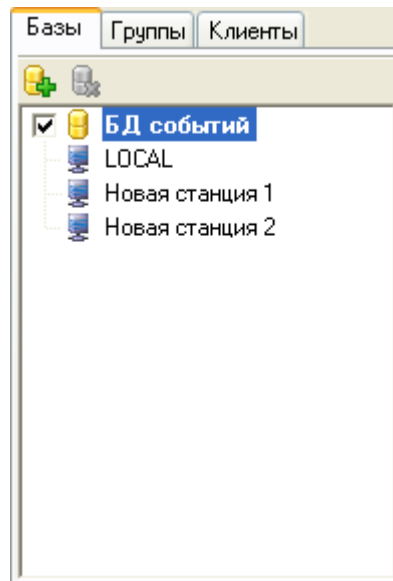 Базы Группы Клиенты
БД событий
LOCAL
Новая станция 1
Новая станция 2